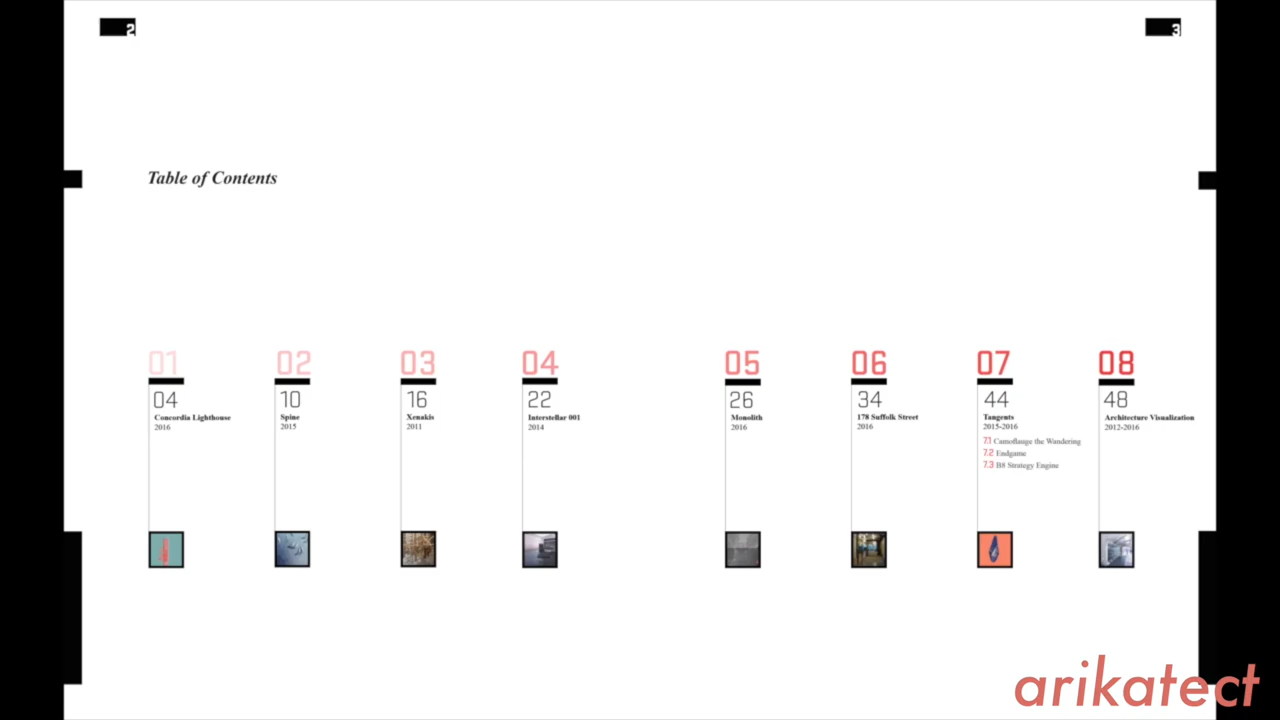 2
3
Table of Contents
01
04
Concordia Lighthouse
2016
02
10
Spine
2015
03
16
Xenakis
2011
04
22
Interstellar 001
2014
05
26
Monolith
2016
06
34
178 Suffolk Street
2016
07
44
Tangents
2015-2016
7.1 Camoflauge the Wandering
7.2 Endgame
7.3 B8 Strategy Engine
08
48
Architecture Visualization
2012-2016
arikatect